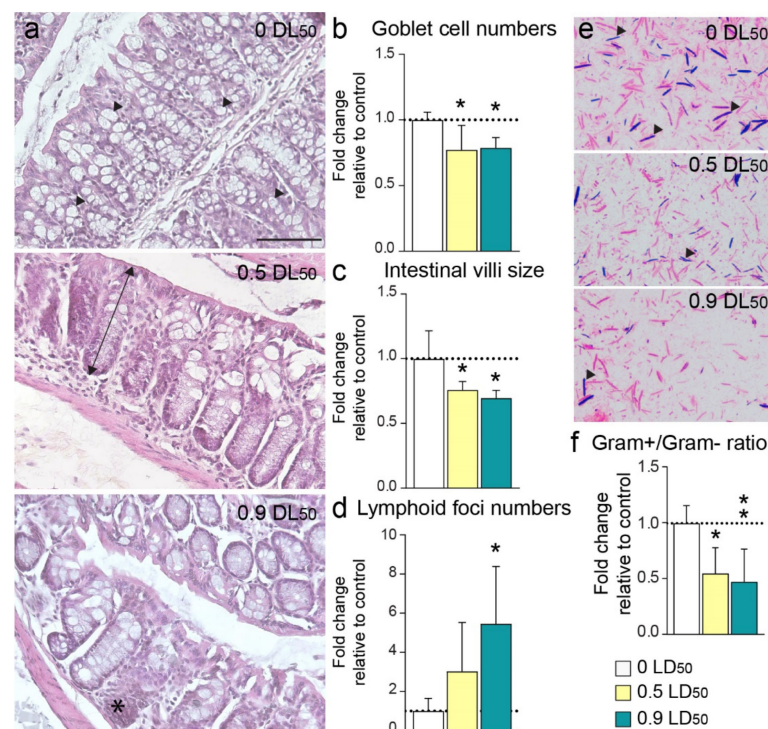 a
0 DL50
0.5 DL50
0.9 DL50
*
b
Goblet cell numbers
Fold change
relative to control
1.5
1.0
0.5
0.0
* *
c
Intestinal villi size
Fold change
relative to control
1.5
1.0
0.5
0.0
* *
d
Lymphoid foci numbers
Fold change
relative to control
10
8
6
4
2
0
*
e
0 DL50
0.5 DL50
0.9 DL50
f
Gram+/Gram- ratio
Fold change
relative to control
1.5
1.0
0.5
0.0
*
*
*
0 LD50
0.5 LD50
0.9 LD50